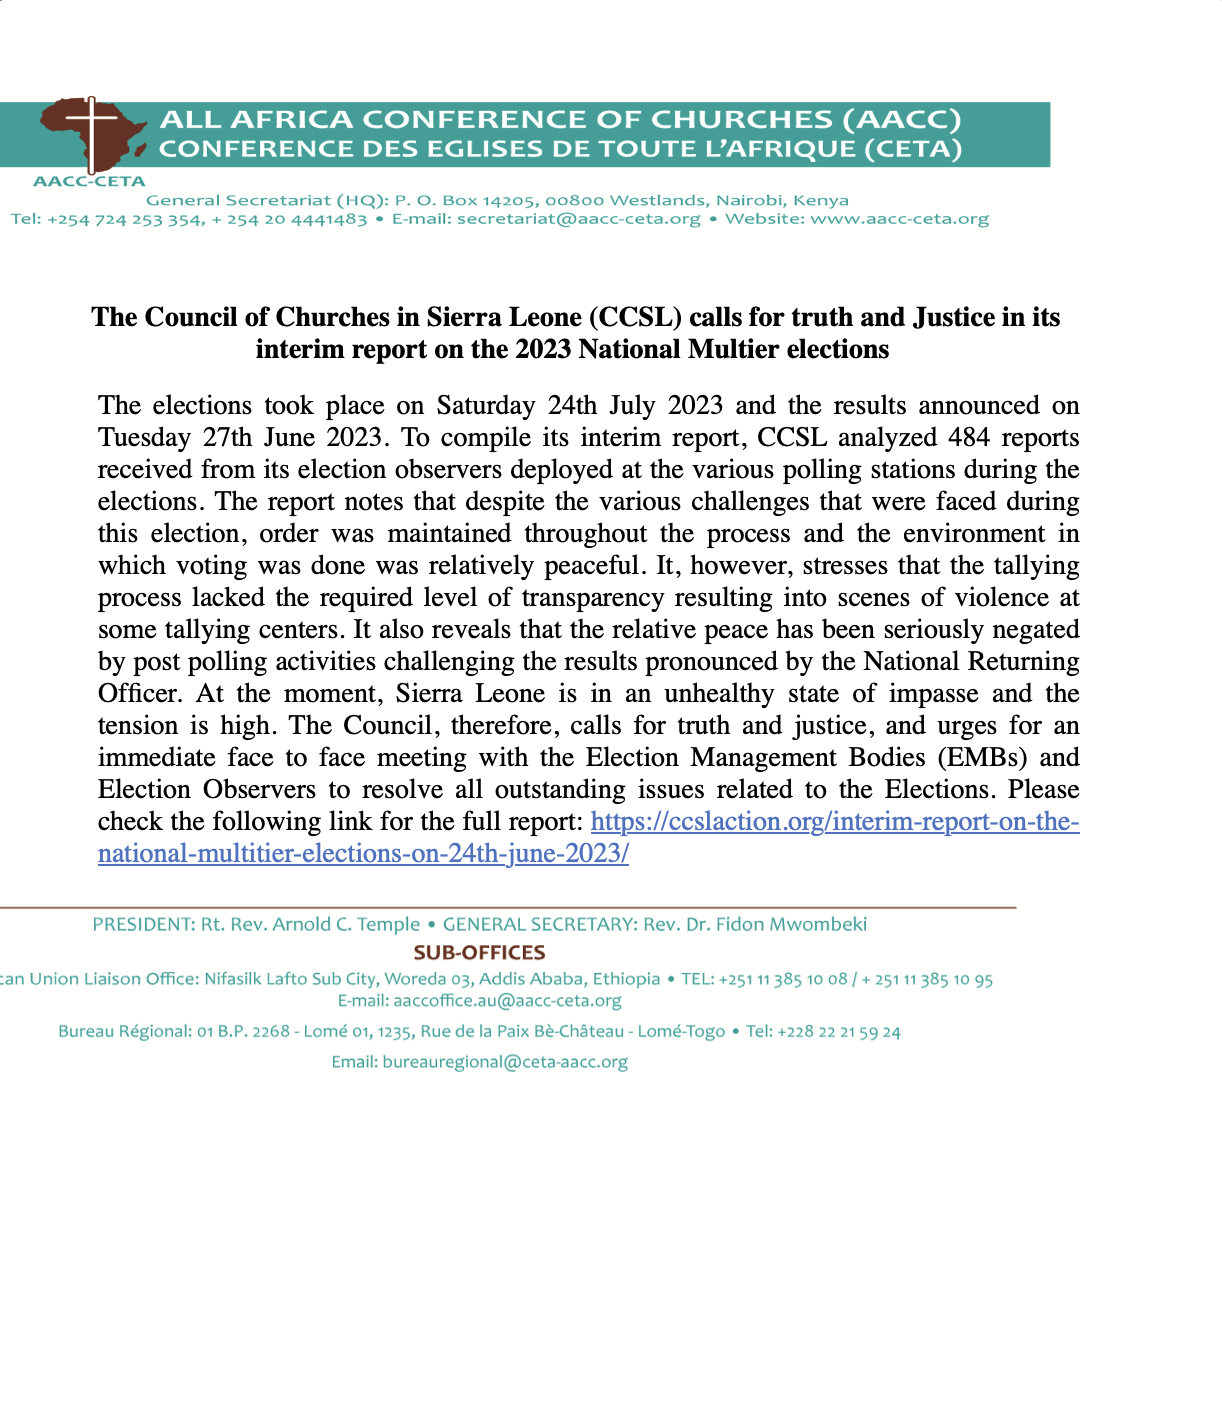 ALL AFRICA CONFERENCE OF CHURCHES (AACC)
CONFERENCE DES EGLISES DE TOUTE L’AFRIQUE (CETA)
AACC-CETA
General Secretariat (HQ): P. O. Box 14205, 00800 Westlands, Nairobi, Kenya
Tel: +254 724 253 354, + 254 20 4441483 • E-mail: secretariat@aacc-ceta.org • Website: www.aacc-ceta.org
The Council of Churches in Sierra Leone (CCSL) calls for truth and Justice in its
interim report on the 2023 National Multier elections
The elections took place on Saturday 24th July 2023 and the results announced on
Tuesday 27th June 2023. To compile its interim report, CCSL analyzed 484 reports
received from its election observers deployed at the various polling stations during the
elections. The report notes that despite the various challenges that were faced during
this election, order was maintained throughout the process and the environment in
which voting was done was relatively peaceful. It, however, stresses that the tallying
process lacked the required level of transparency resulting into scenes of violence at
some tallying centers. It also reveals that the relative peace has been seriously negated
by post polling activities challenging the results pronounced by the National Returning
Officer. At the moment, Sierra Leone is in an unhealthy state of impasse and the
tension is high. The Council, therefore, calls for truth and justice, and urges for an
immediate face to face meeting with the Election Management Bodies (EMBs) and
Election Observers to resolve all outstanding issues related to the Elections. Please
check the following link for the full report: https://ccslaction.org/interim-report-on-the-
national-multitier-elections-on-24th-june-2023/
PRESIDENT: Rt. Rev. Arnold C. Temple • GENERAL SECRETARY: Rev. Dr. Fidon Mwombeki
SUB-OFFICES
can Union Liaison Office: Nifasilk Lafto Sub City, Woreda 03, Addis Ababa, Ethiopia • TEL: +251 11 385 10 08 / + 251 11 385 10 95
E-mail: aaccoffice.au@aacc-ceta.org
Bureau Régional: 01 B.P. 2268 - Lomé 01, 1235, Rue de la Paix Bè-Château - Lomé-Togo • Tel: +228 22 21 59 24
Email: bureauregional@ceta-aacc.org